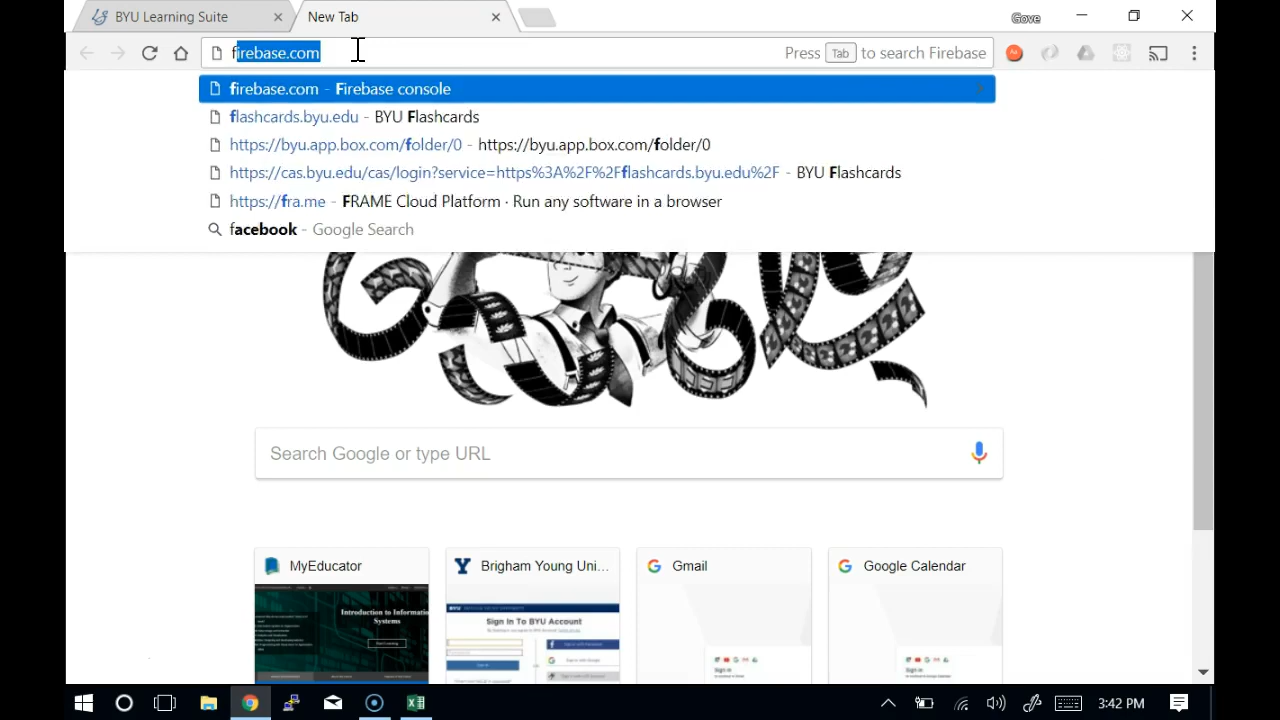 BYU Learning Suite
New Tab
Gove
firebase.com
Press Tab to search Firebase
firebase.com - Firebase console
flashcards.byu.edu - BYU Flashcards
https://byu.app.box.com/folder/0 - https://byu.app.box.com/folder/0
https://cas.byu.edu/cas/login?service=https%3A%2F%2Fflashcards.byu.edu%2F - BYU Flashcards
https://fra.me - FRAME Cloud Platform · Run any software in a browser
facebook - Google Search
Search Google or type URL
MyEducator
Brigham Young Uni...
Gmail
Google Calendar
Introduction to Information
Systems
Sign In To BYU Account
Sign in
Sign in
3:42 PM